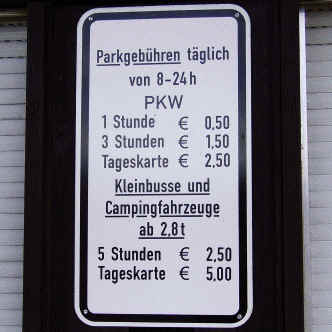 Parkgebühren täglich
von 8-24h
PKW
1 Stunde € 0,50
3 Stunden € 1,50
Tageskarte € 2,50
Kleinbusse und
Campingfahrzeuge
ab 2,8t
5 Stunden € 2,50
Tageskarte € 5,00